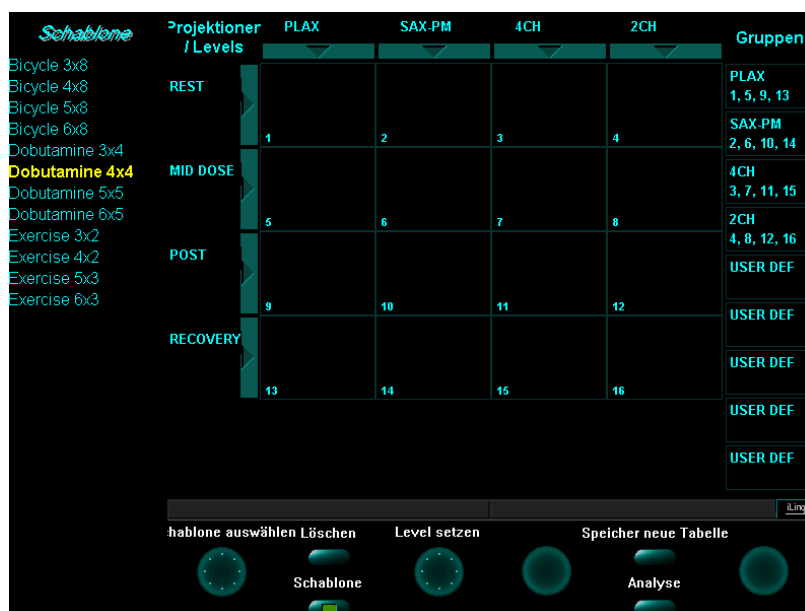 Schablone
Bicycle 3x8
Bicycle 4x8
Bicycle 5x8
Bicycle 6x8
Dobutamine 3x4
Dobutamine 4x4
Dobutamine 5x5
Dobutamine 6x5
Exercise 3x2
Exercise 4x2
Exercise 5x3
Exercise 6x3
Projektioner
/ Levels
PLAX
SAX-PM
4CH
2CH
REST
1
2
3
4
MID DOSE
5
6
7
8
POST
9
10
11
12
RECOVERY
13
14
15
16
Gruppen
PLAX
1, 5, 9, 13
SAX-PM
2, 6, 10, 14
4CH
3, 7, 11, 15
2CH
4, 8, 12, 16
USER DEF
USER DEF
USER DEF
USER DEF
USER DEF
iLing
hablone auswählen
Löschen
Level setzen
Speicher neue Tabelle
Schablone
Analyse